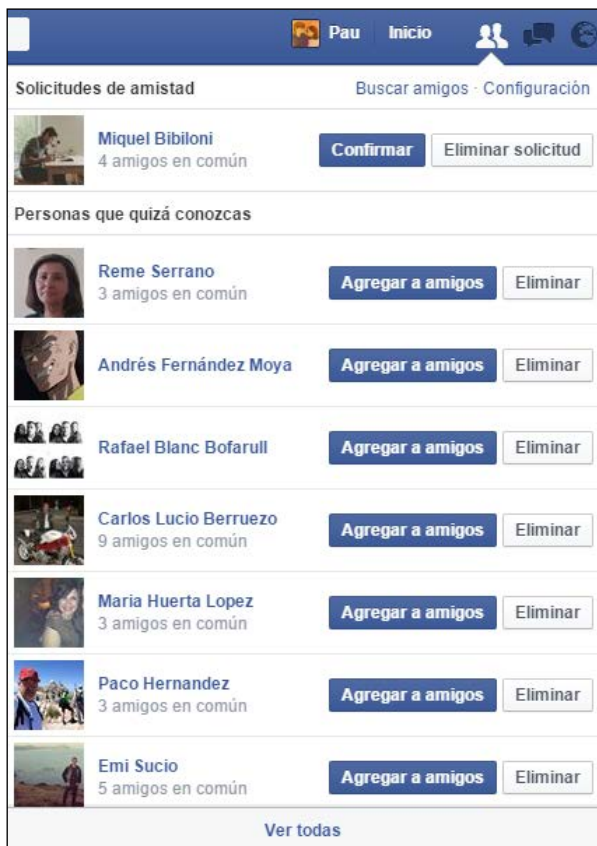 Pau Inicio
Solicitudes de amistad Buscar amigos · Configuración
Miquel Bibiloni
4 amigos en común
Confirmar Eliminar solicitud
Personas que quizá conozcas
Reme Serrano
3 amigos en común
Agregar a amigos Eliminar
Andrés Fernández Moya
Agregar a amigos Eliminar
Rafael Blanc Bofarull
Agregar a amigos Eliminar
Carlos Lucio Berruezo
9 amigos en común
Agregar a amigos Eliminar
Maria Huerta Lopez
3 amigos en común
Agregar a amigos Eliminar
Paco Hernandez
3 amigos en común
Agregar a amigos Eliminar
Emi Sucio
5 amigos en común
Agregar a amigos Eliminar
Ver todas